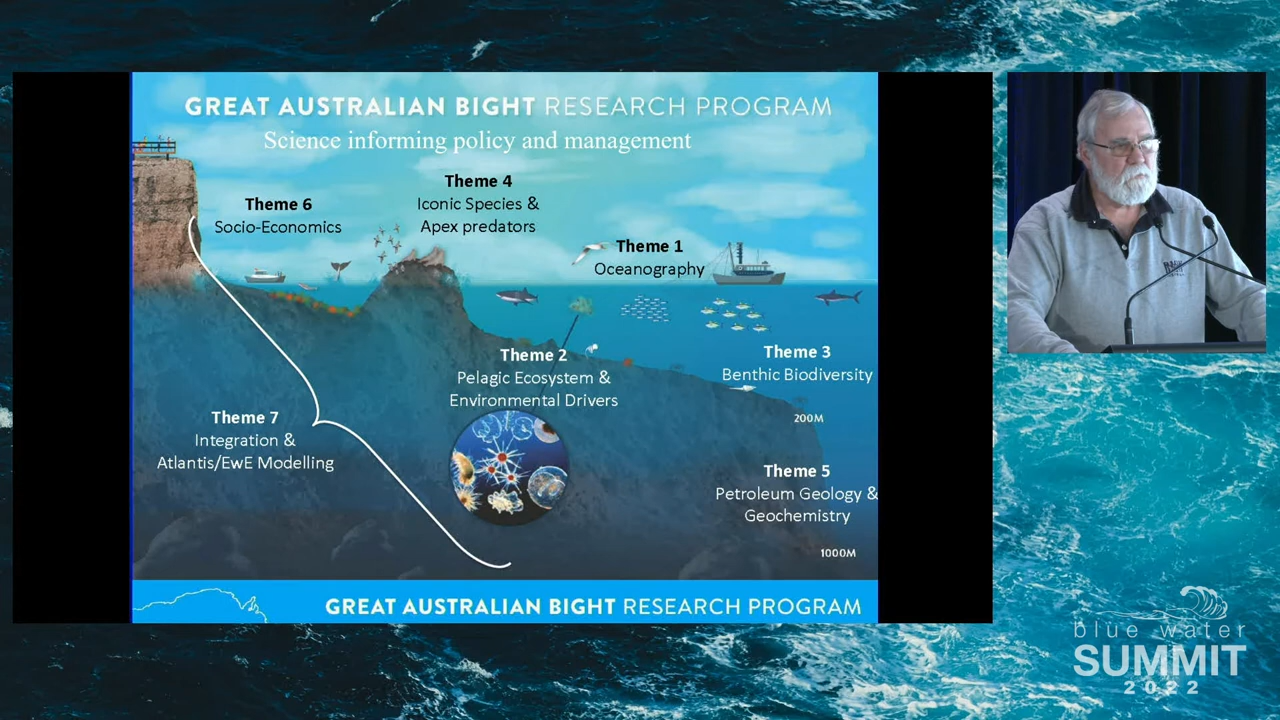 GREAT AUSTRALIAN BIGHT RESEARCH PROGRAM
Science informing policy and management
Theme 4
Iconic Species &
Apex predators
Theme 6
Socio-Economics
Theme 1
Oceanography
Theme 2
Pelagic Ecosystem &
Environmental Drivers
Theme 3
Benthic Biodiversity
200M
Theme 7
Integration &
Atlantis/EwE Modelling
Theme 5
Petroleum Geology &
Geochemistry
1000M
GREAT AUSTRALIAN BIGHT RESEARCH PROGRAM
blue water
SUMMIT
2022